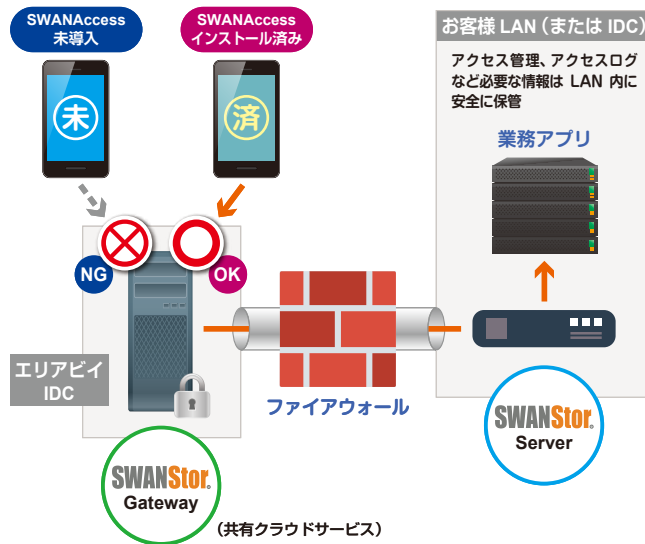 SWANAccess
未導入
SWANAccess
インストール済み
未
済
NG
OK
エリアビイ
IDC
SWANStor®
Gateway
(共有クラウドサービス)
ファイアウォール
お客様 LAN(または IDC)
アクセス管理、アクセスログ
など必要な情報は LAN 内に
安全に保管
業務アプリ
SWANStor®
Server